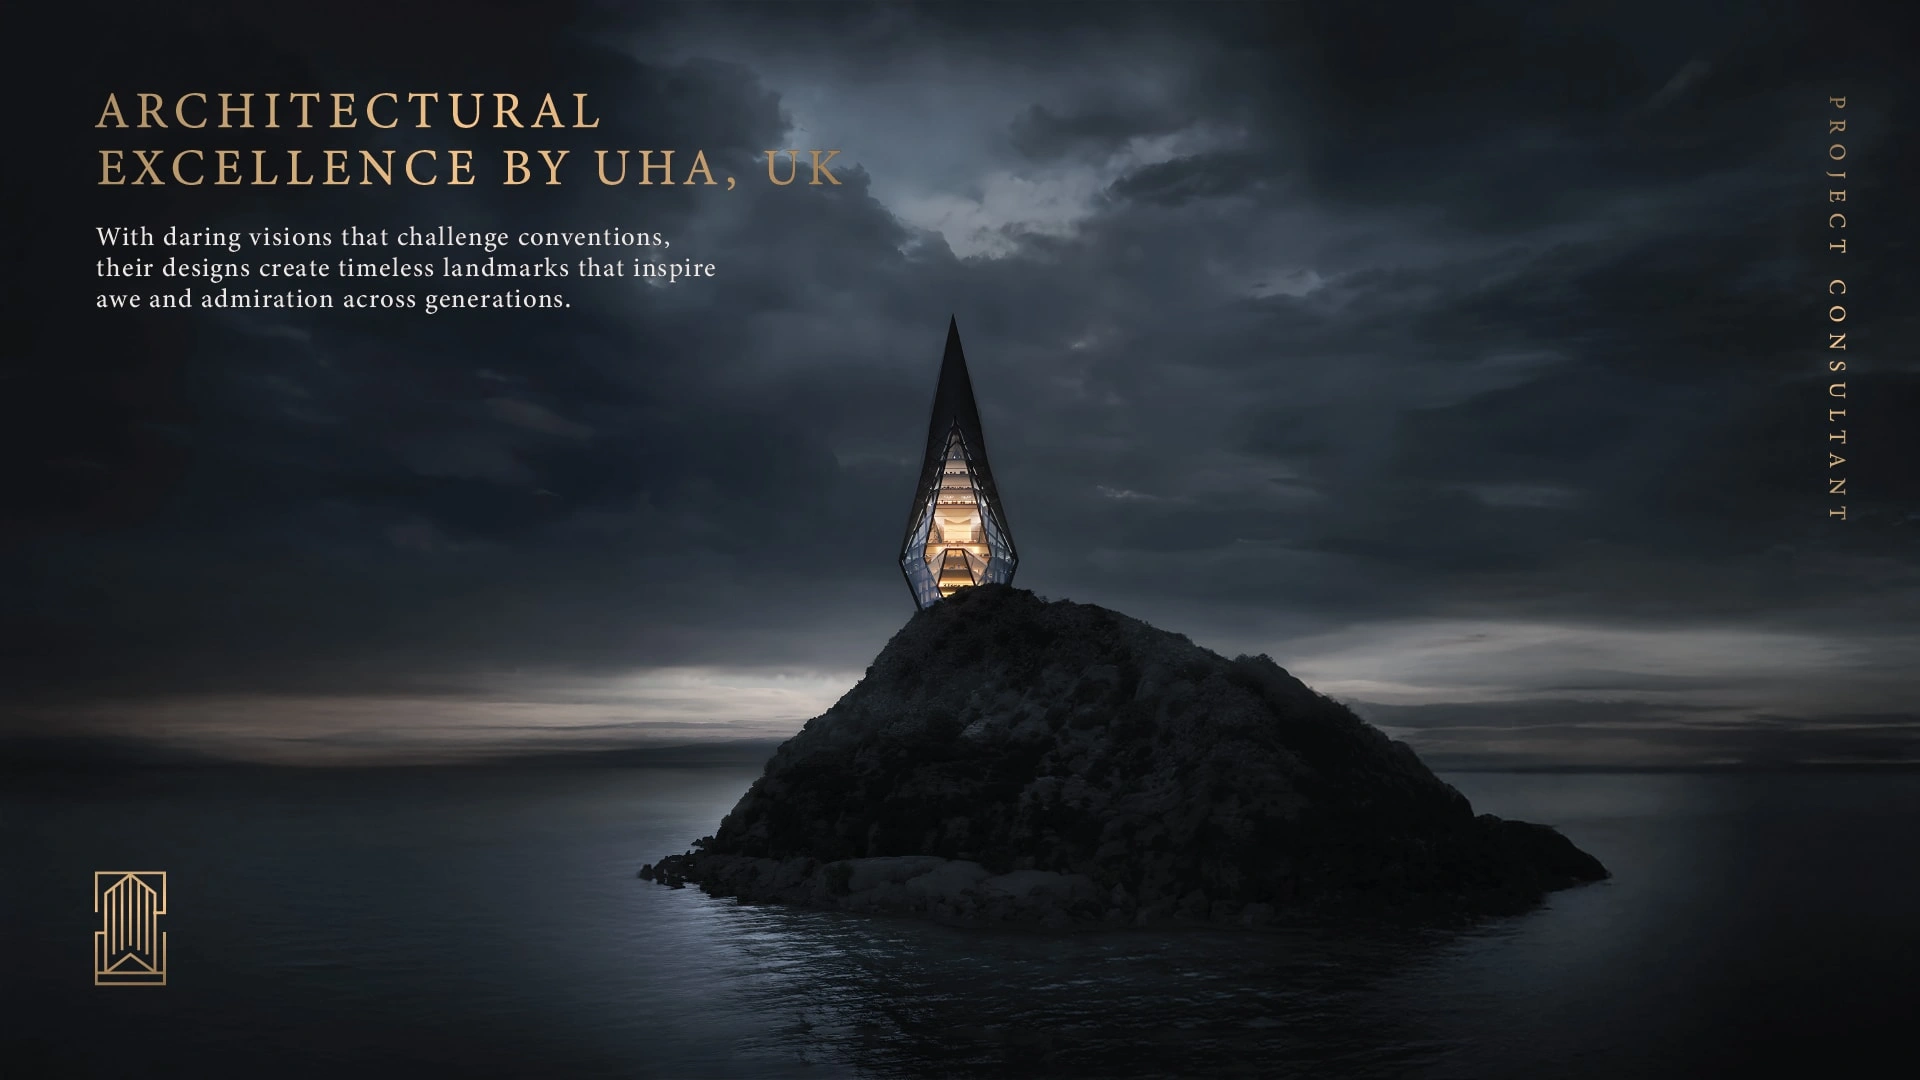 ARCHITECTURAL
EXCELLENCE BY UHA, UK
With daring visions that challenge conventions,
their designs create timeless landmarks that inspire
awe and admiration across generations.
PROJECT CONSULTANT